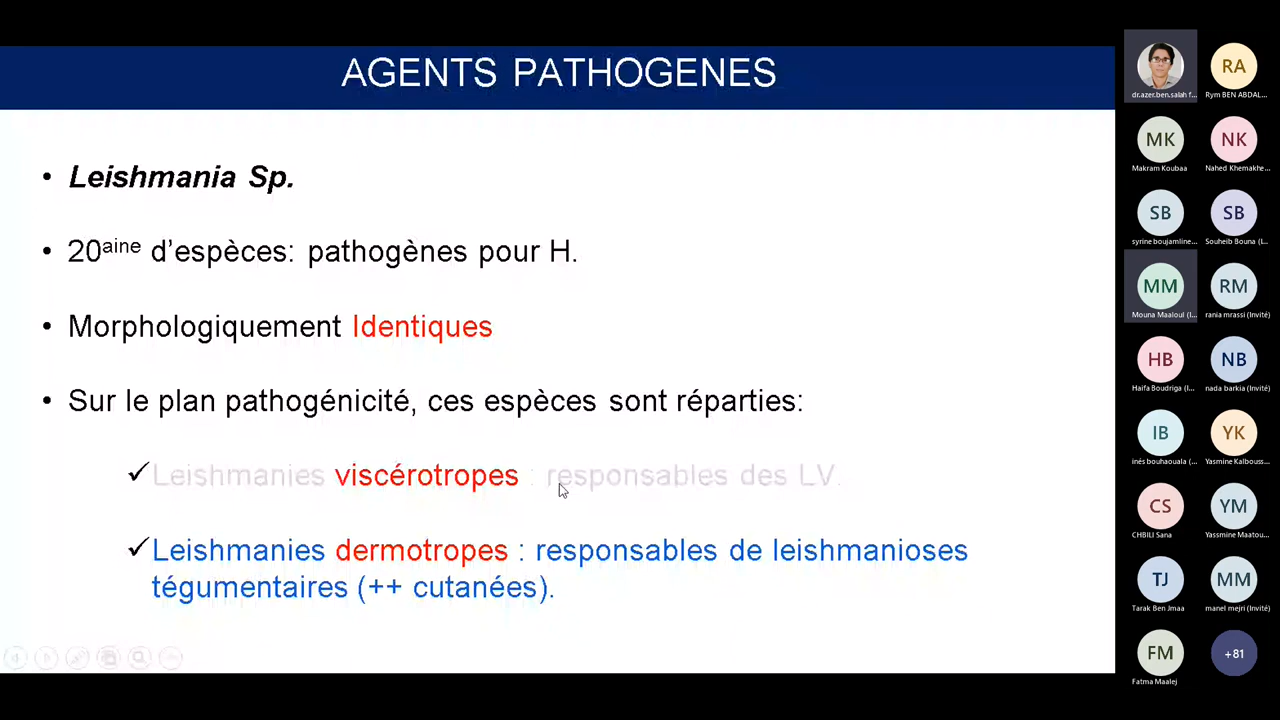 AGENTS PATHOGENES
• Leishmania Sp.
• 20aine d'espèces: pathogènes pour H.
• Morphologiquement Identiques
• Sur le plan pathogénicité, ces espèces sont réparties:
✓ Leishmanies viscérotropes : responsables des LV.
✓ Leishmanies dermotropes : responsables de leishmanioses
tégumentaires (++ cutanées).
dr.azer.ben.salah f...
RA
Rym BEN ABDAL...
MK
Makram Koubaa
NK
Nahed Khemakhe...
SB
syrine boujamline...
SB
Souheib Bouna (I...
MM
Mouna Maaloul (I...
RM
rania mrassi (Invité)
HB
Haifa Boudriga (I...
NB
nada barkia (Invité)
IB
inés bouhaouala (...
YK
Yasmine Kalbouss...
CS
CHBILI Sana
YM
Yassmine Maatou...
TJ
Tarak Ben Jmaa
MM
manel mejri (Invité)
FM
Fatma Maalej
+81